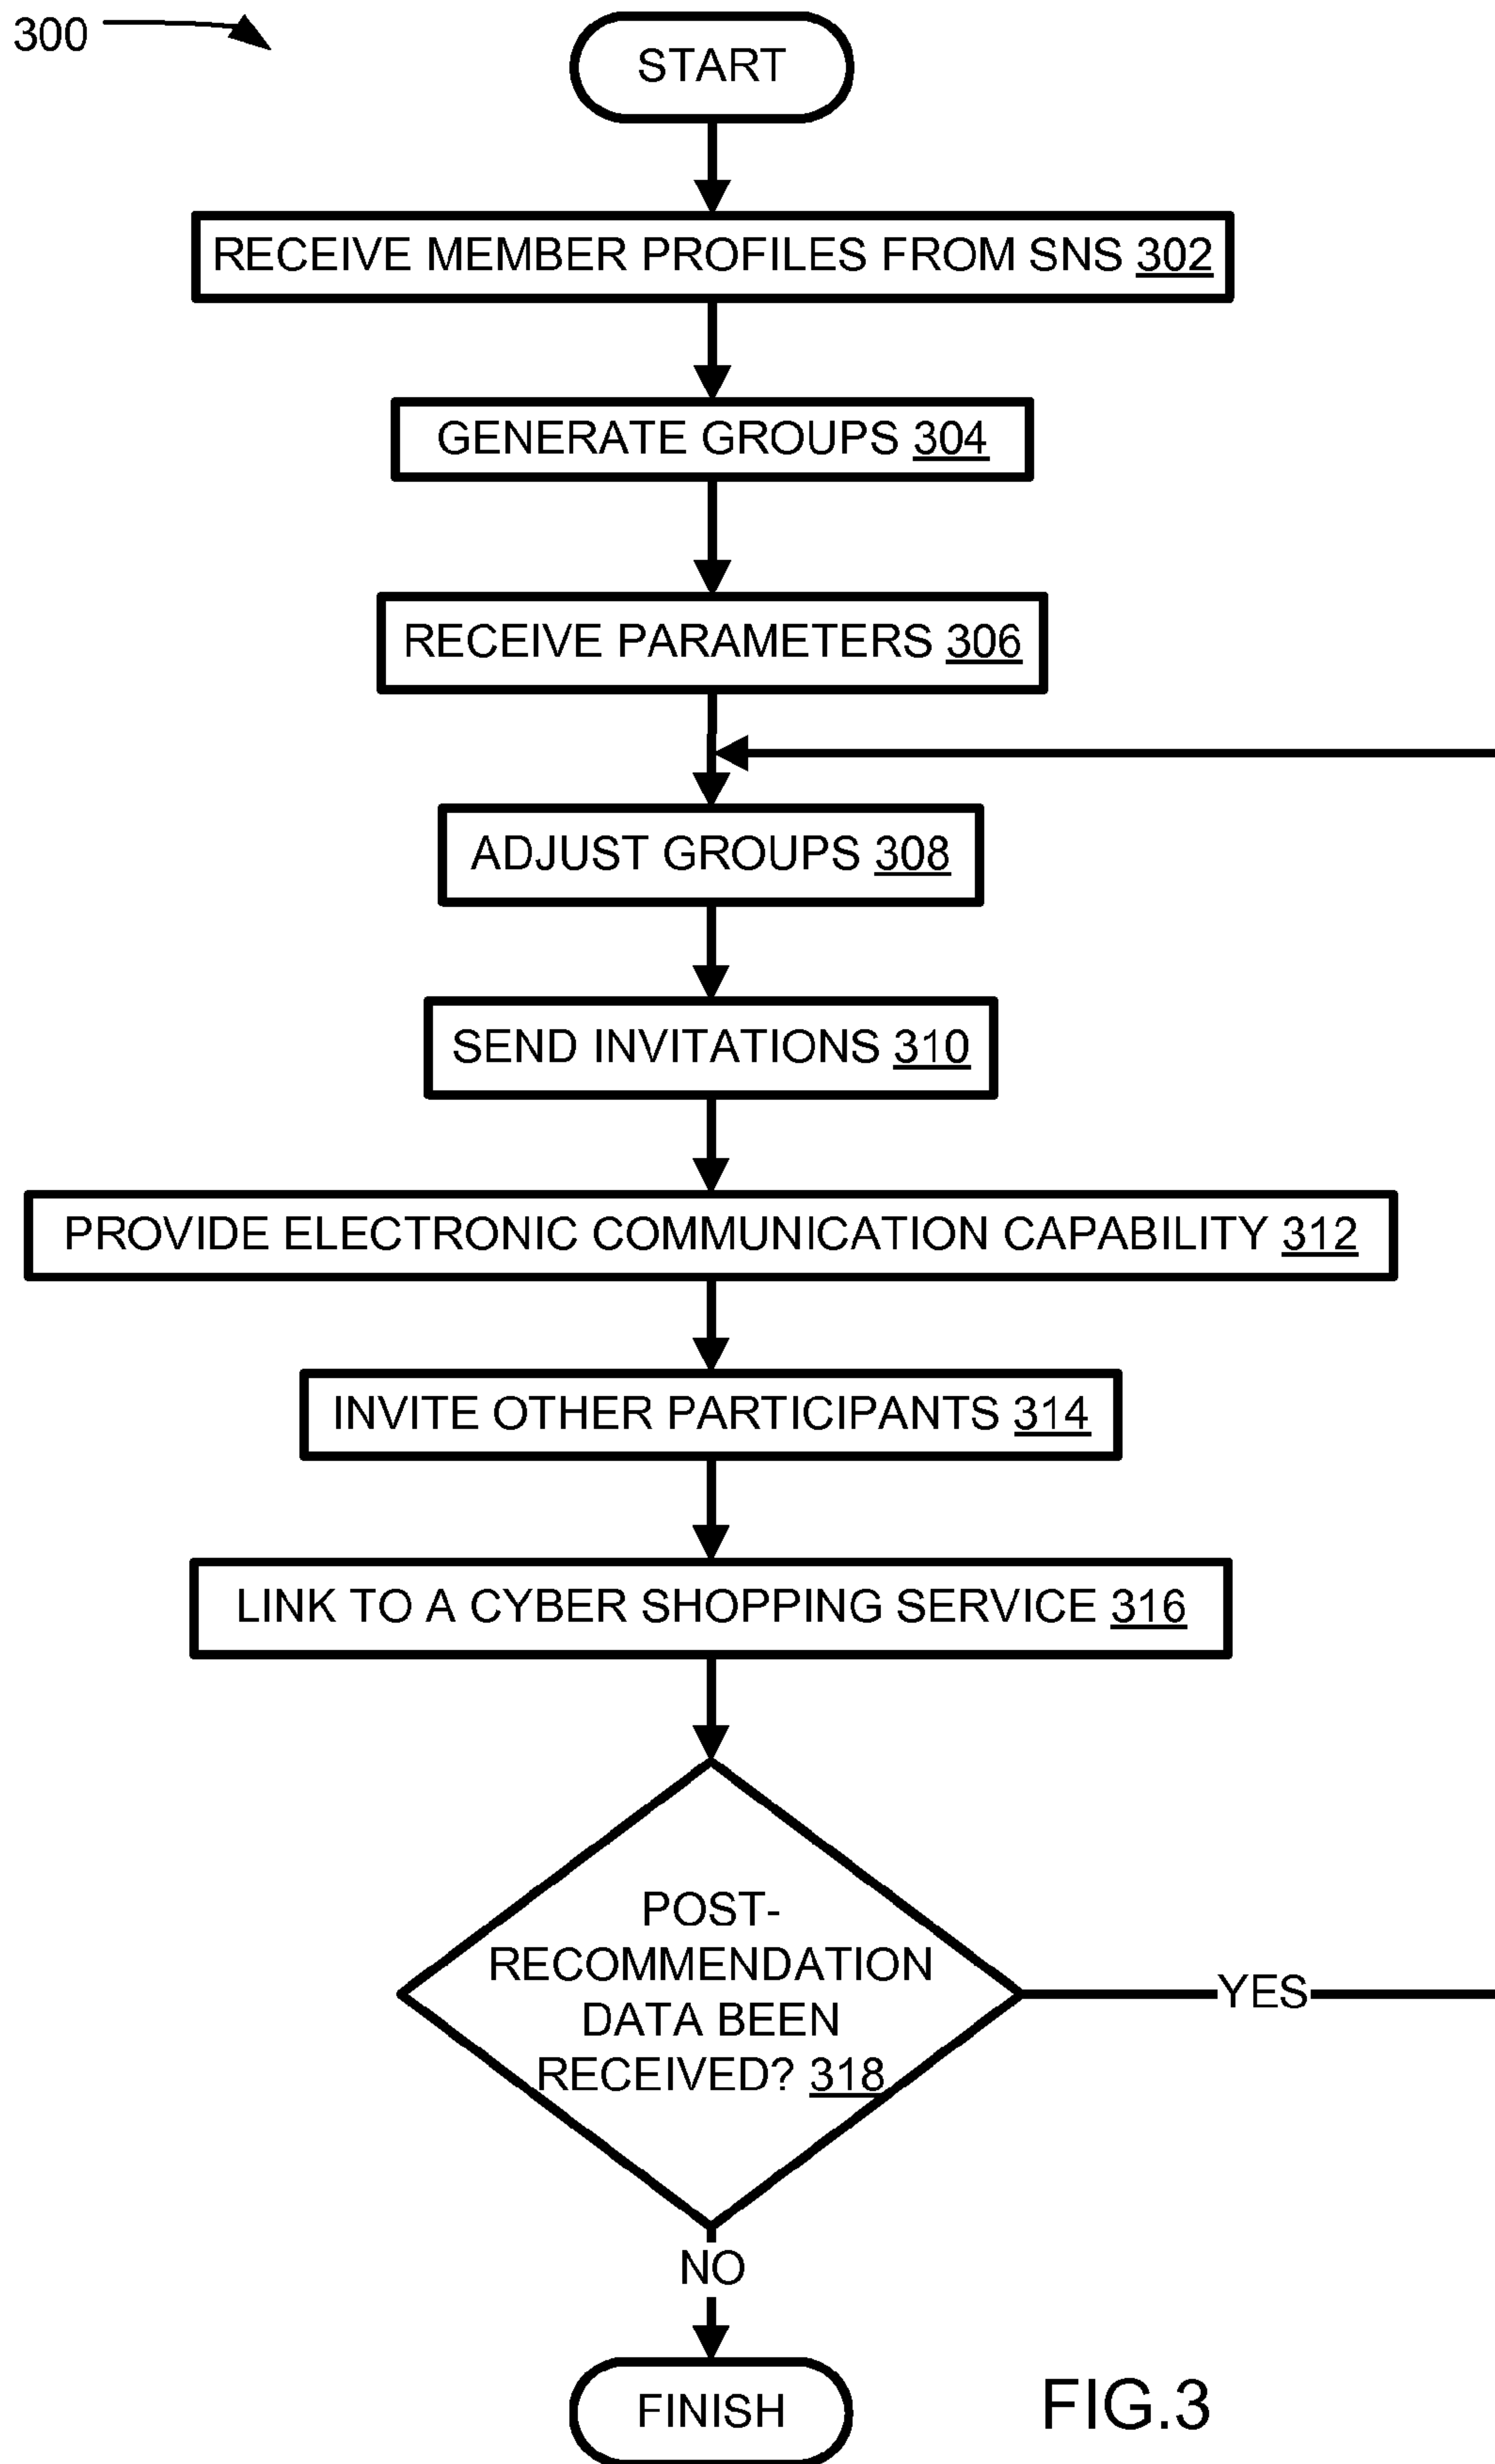 300
START
RECEIVE MEMBER PROFILES FROM SNS 302
GENERATE GROUPS 304
RECEIVE PARAMETERS 306
ADJUST GROUPS 308
SEND INVITATIONS 310
PROVIDE ELECTRONIC COMMUNICATION CAPABILITY 312
INVITE OTHER PARTICIPANTS 314
LINK TO A CYBER SHOPPING SERVICE 316
POST-
RECOMMENDATION
DATA BEEN
RECEIVED? 318
YES
NO
FINISH
FIG.3